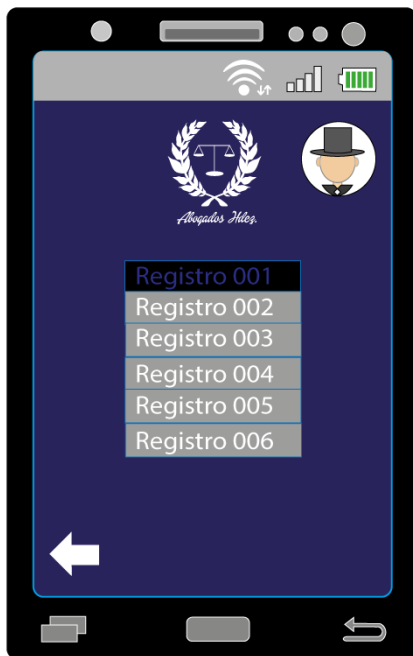 Abogados Hdez.
Registro 001
Registro 002
Registro 003
Registro 004
Registro 005
Registro 006